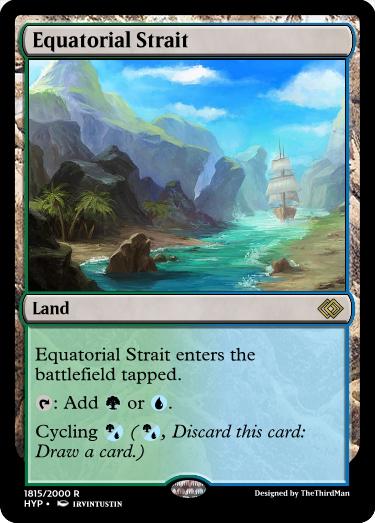 Equatorial Strait
Land
Equatorial Strait enters the
battlefield tapped.
: Add or .
Cycling ( , Discard this card:
Draw a card.)
1815/2000 R
HYP • IRVINTUSTIN
Designed by TheThirdMan